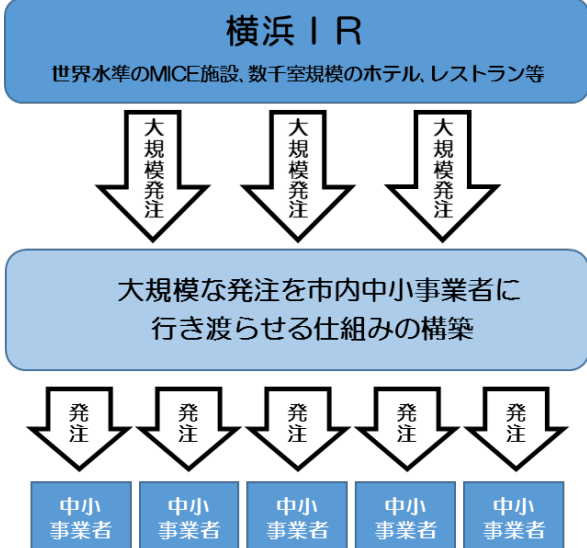 横浜ＩＲ
世界水準のMICE施設、数千室規模のホテル、レストラン等
大規模発注
大規模発注
大規模発注
大規模な発注を市内中小事業者に
行き渡らせる仕組みの構築
発注
発注
発注
発注
発注
中小
事業者
中小
事業者
中小
事業者
中小
事業者
中小
事業者